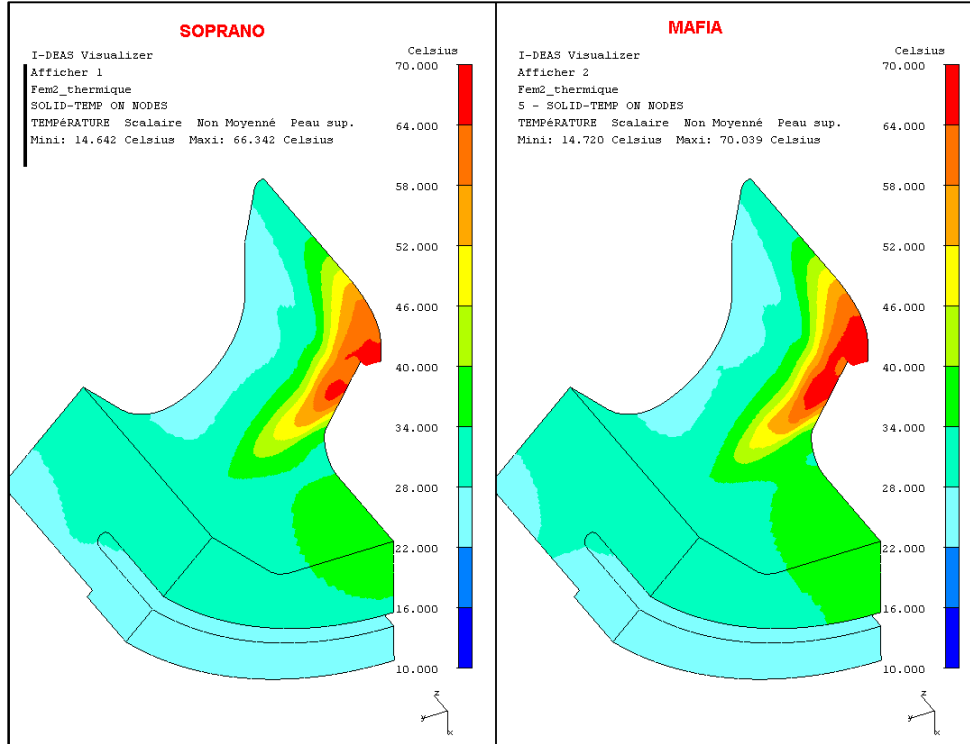 SOPRANO
I-DEAS Visualizer
Afficher 1
Fem2_thermique
SOLID-TEMP ON NODES
TEMPéRATURE Scalaire Non Moyenné Peau sup.
Mini: 14.642 Celsius Maxi: 66.342 Celsius
Celsius
70.000
64.000
58.000
52.000
46.000
40.000
34.000
28.000
22.000
16.000
10.000
z
y
x
MAFIA
I-DEAS Visualizer
Afficher 2
Fem2_thermique
5 - SOLID-TEMP ON NODES
TEMPéRATURE Scalaire Non Moyenné Peau sup.
Mini: 14.720 Celsius Maxi: 70.039 Celsius
Celsius
70.000
64.000
58.000
52.000
46.000
40.000
34.000
28.000
22.000
16.000
10.000
z
y
x